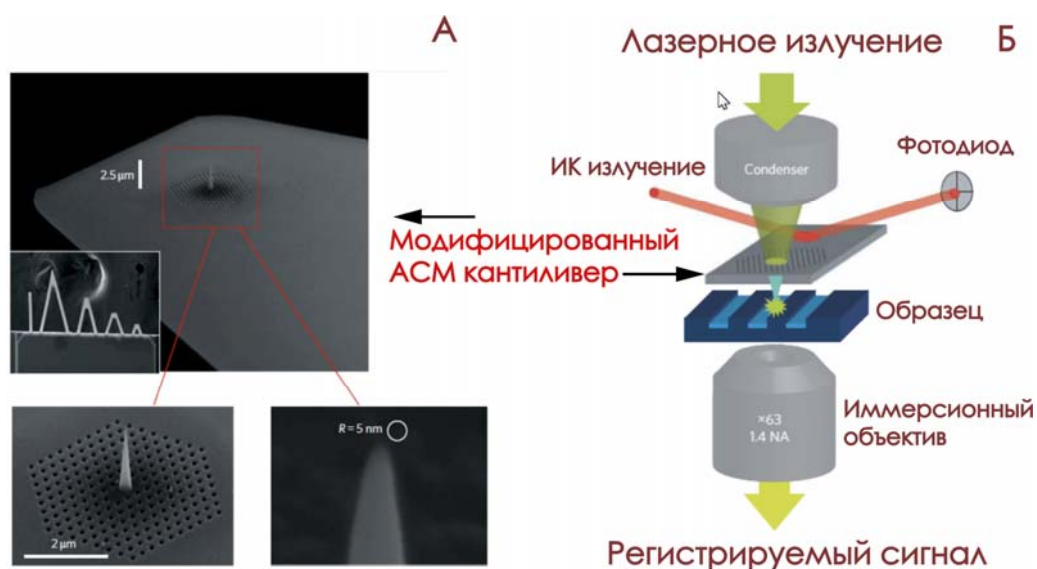 А
2.5 µm
2 µm
R = 5 nm
Модифицированный
АСМ кантиливер
Б
Лазерное излучение
Condenser
ИК излучение
Фотодиод
Образец
×63
1.4 NA
Иммерсионный
объектив
Регистрируемый сигнал